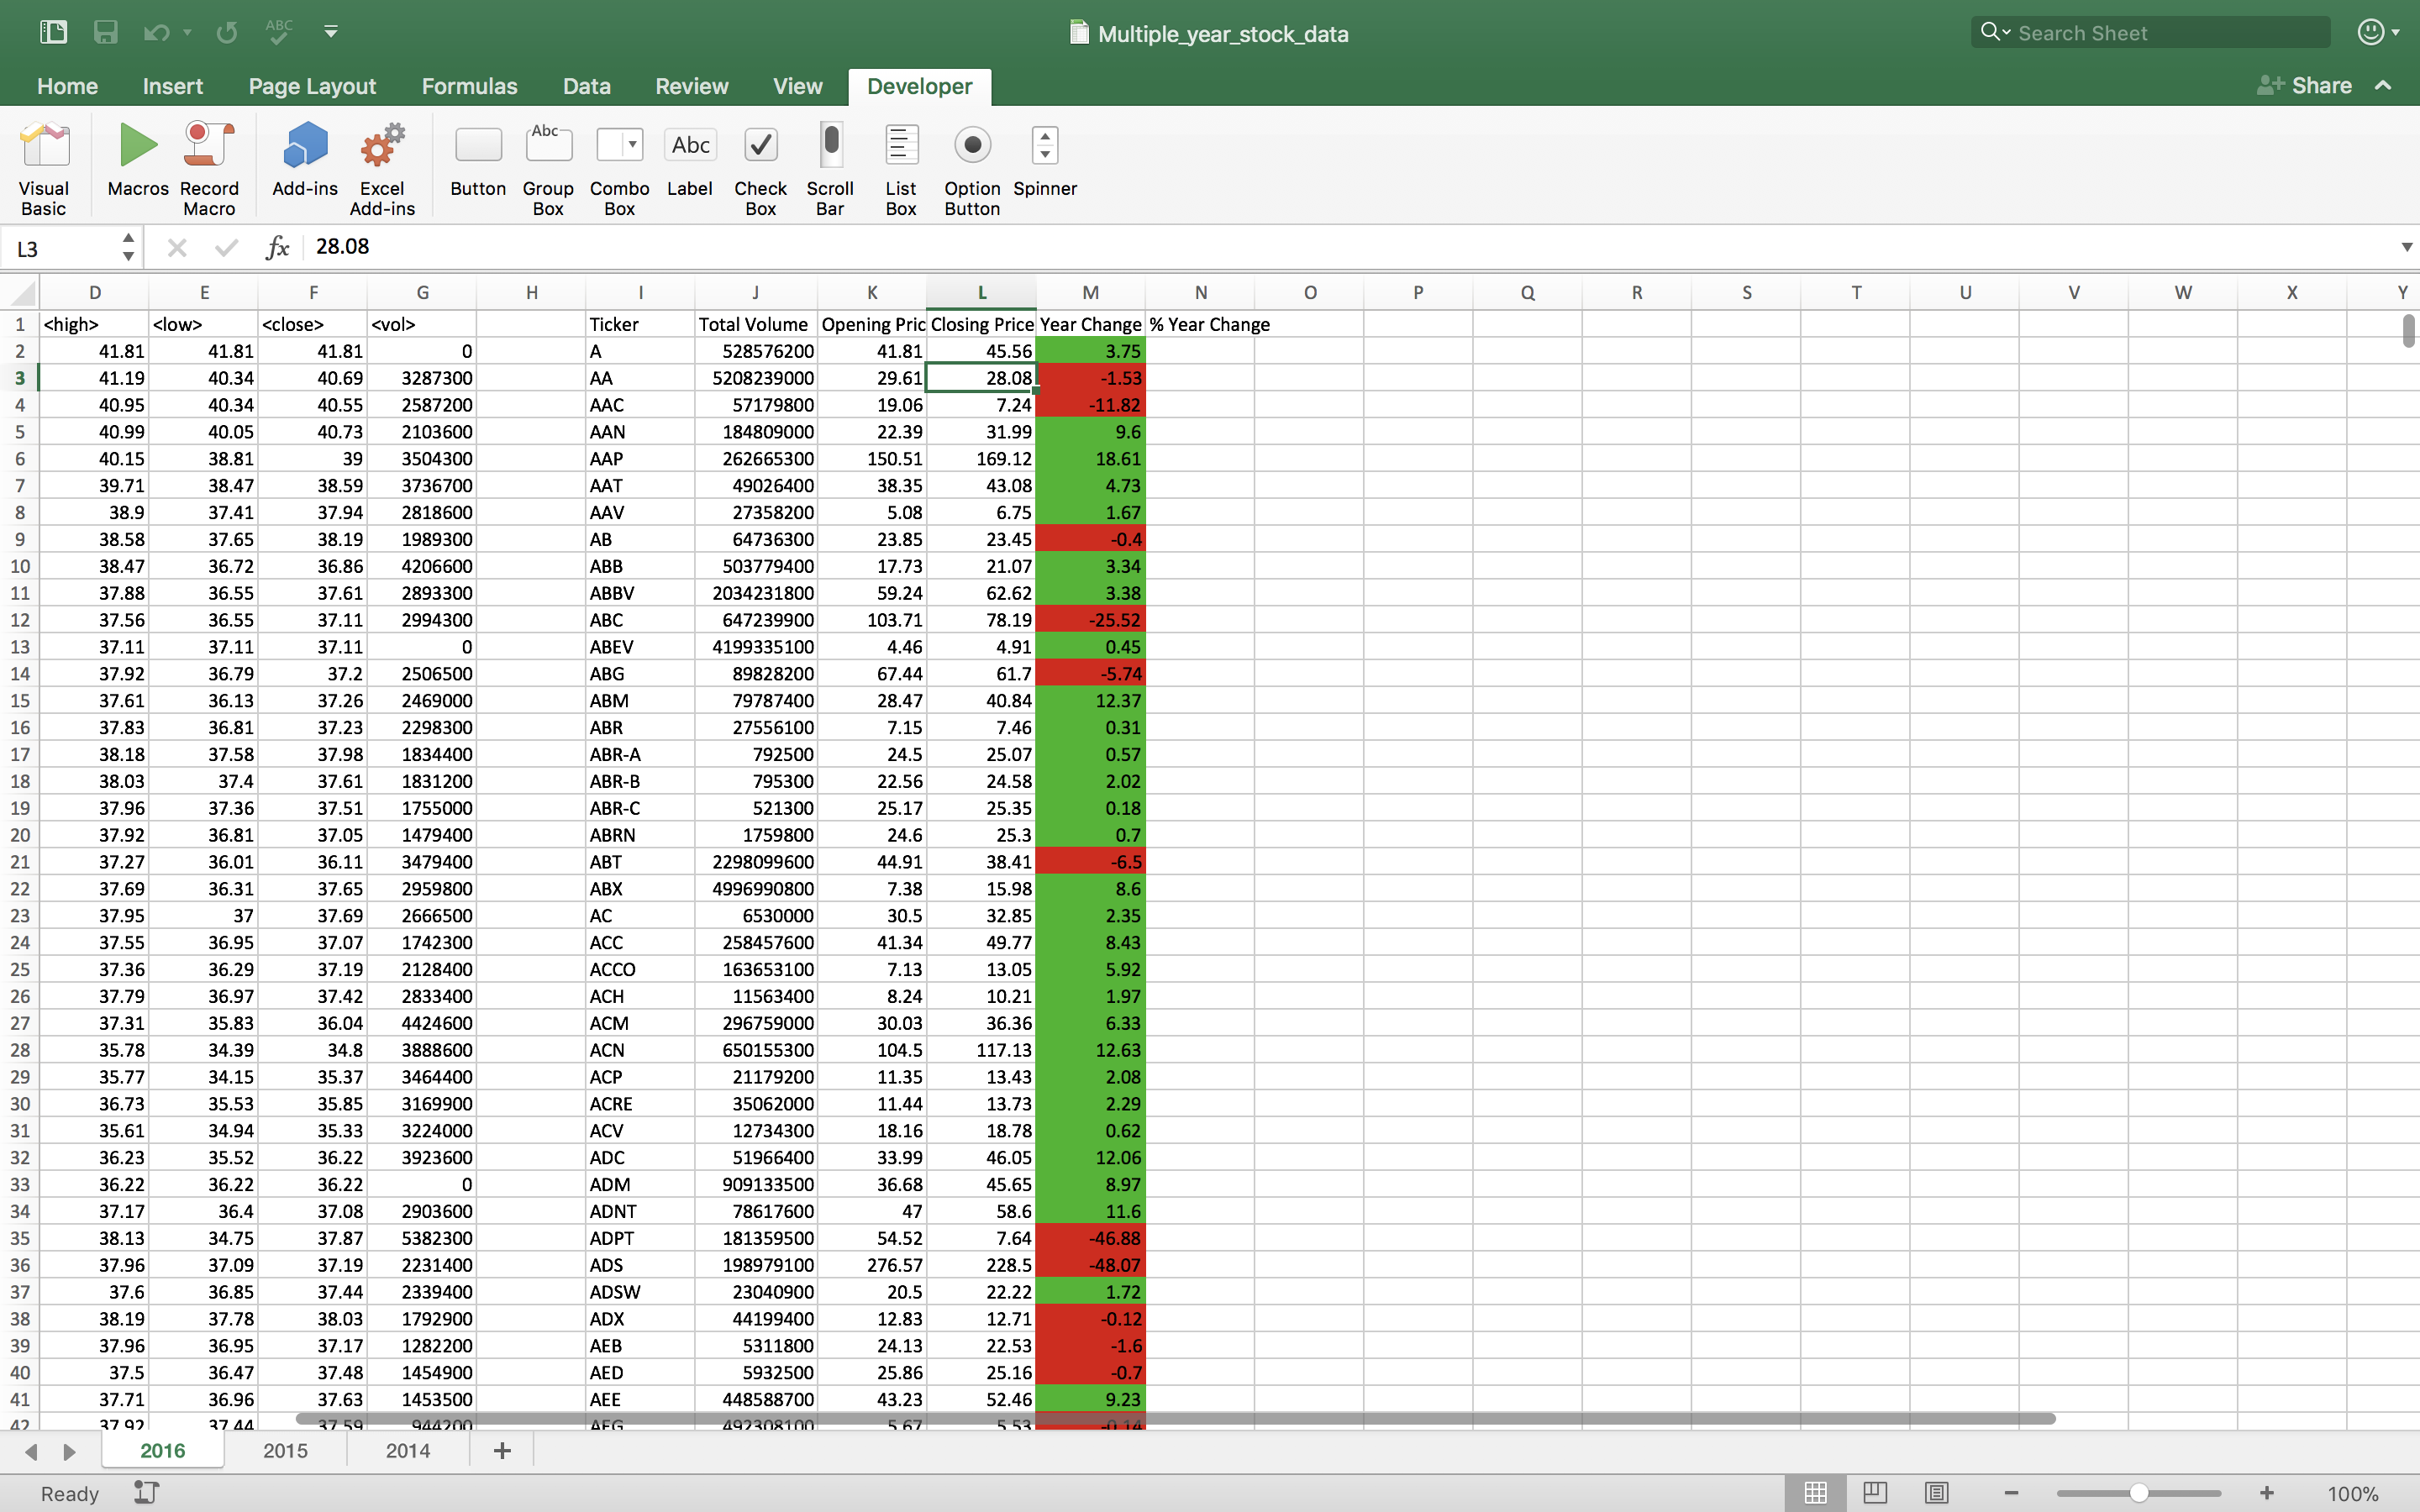 ABC
Multiple_year_stock_data
Search Sheet
Home Insert Page Layout Formulas Data Review View Developer Share
Abc Abc
Visual Basic Macros Record Macro Add-ins Excel Add-ins Button Group Box Combo Box Label Check Box Scroll Bar List Box Option Button Spinner
L3 fx 28.08
D E F G H I J K L M N O P Q R S T U V W X Y
1 <high> <low> <close> <vol> Ticker Total Volume Opening Pric Closing Price Year Change % Year Change
2 41.81 41.81 41.81 0 A 528576200 41.81 45.56 3.75
3 41.19 40.34 40.69 3287300 AA 5208239000 29.61 28.08 -1.53
4 40.95 40.34 40.55 2587200 AAC 57179800 19.06 7.24 -11.82
5 40.99 40.05 40.73 2103600 AAN 184809000 22.39 31.99 9.6
6 40.15 38.81 39 3504300 AAP 262665300 150.51 169.12 18.61
7 39.71 38.47 38.59 3736700 AAT 49026400 38.35 43.08 4.73
8 38.9 37.41 37.94 2818600 AAV 27358200 5.08 6.75 1.67
9 38.58 37.65 38.19 1989300 AB 64736300 23.85 23.45 -0.4
10 38.47 36.72 36.86 4206600 ABB 503779400 17.73 21.07 3.34
11 37.88 36.55 37.61 2893300 ABBV 2034231800 59.24 62.62 3.38
12 37.56 36.55 37.11 2994300 ABC 647239900 103.71 78.19 -25.52
13 37.11 37.11 37.11 0 ABEV 4199335100 4.46 4.91 0.45
14 37.92 36.79 37.2 2506500 ABG 89828200 67.44 61.7 -5.74
15 37.61 36.13 37.26 2469000 ABM 79787400 28.47 40.84 12.37
16 37.83 36.81 37.23 2298300 ABR 27556100 7.15 7.46 0.31
17 38.18 37.58 37.98 1834400 ABR-A 792500 24.5 25.07 0.57
18 38.03 37.4 37.61 1831200 ABR-B 795300 22.56 24.58 2.02
19 37.96 37.36 37.51 1755000 ABR-C 521300 25.17 25.35 0.18
20 37.92 36.81 37.05 1479400 ABRN 1759800 24.6 25.3 0.7
21 37.27 36.01 36.11 3479400 ABT 2298099600 44.91 38.41 -6.5
22 37.69 36.31 37.65 2959800 ABX 4996990800 7.38 15.98 8.6
23 37.95 37 37.69 2666500 AC 6530000 30.5 32.85 2.35
24 37.55 36.95 37.07 1742300 ACC 258457600 41.34 49.77 8.43
25 37.36 36.29 37.19 2128400 ACCO 163653100 7.13 13.05 5.92
26 37.79 36.97 37.42 2833400 ACH 11563400 8.24 10.21 1.97
27 37.31 35.83 36.04 4424600 ACM 296759000 30.03 36.36 6.33
28 35.78 34.39 34.8 3888600 ACN 650155300 104.5 117.13 12.63
29 35.77 34.15 35.37 3464400 ACP 21179200 11.35 13.43 2.08
30 36.73 35.53 35.85 3169900 ACRE 35062000 11.44 13.73 2.29
31 35.61 34.94 35.33 3224000 ACV 12734300 18.16 18.78 0.62
32 36.23 35.52 36.22 3923600 ADC 51966400 33.99 46.05 12.06
33 36.22 36.22 36.22 0 ADM 909133500 36.68 45.65 8.97
34 37.17 36.4 37.08 2903600 ADNT 78617600 47 58.6 11.6
35 38.13 34.75 37.87 5382300 ADPT 181359500 54.52 7.64 -46.88
36 37.96 37.09 37.19 2231400 ADS 198979100 276.57 228.5 -48.07
37 37.6 36.85 37.44 2339400 ADSW 23040900 20.5 22.22 1.72
38 38.19 37.78 38.03 1792900 ADX 44199400 12.83 12.71 -0.12
39 37.96 36.95 37.17 1282200 AEB 5311800 24.13 22.53 -1.6
40 37.5 36.47 37.48 1454900 AED 5932500 25.86 25.16 -0.7
41 37.71 36.96 37.63 1453500 AEE 448588700 43.23 52.46 9.23
42 37.92 37.44 37.59 944200 AEG 492308100 5.67 5.53 -0.14
2016 2015 2014 +
Ready 100%